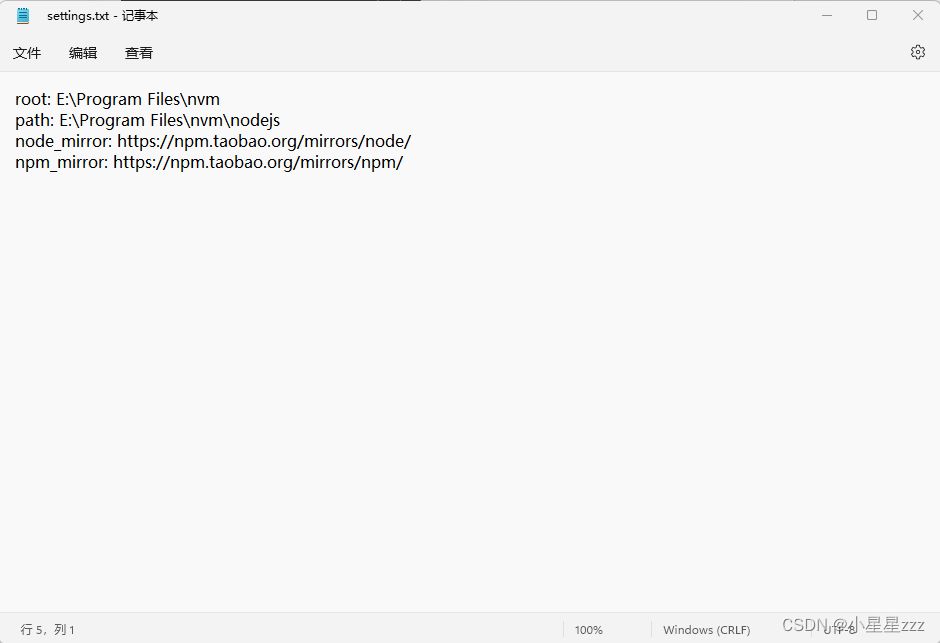 settings.txt - 记事本
文件 编辑 查看
root: E:\Program Files\nvm
path: E:\Program Files\nvm\nodejs
node_mirror: https://npm.taobao.org/mirrors/node/
npm_mirror: https://npm.taobao.org/mirrors/npm/
行 5，列 1 100% Windows (CRLF) UTF-8
CSDN @小星星zzz